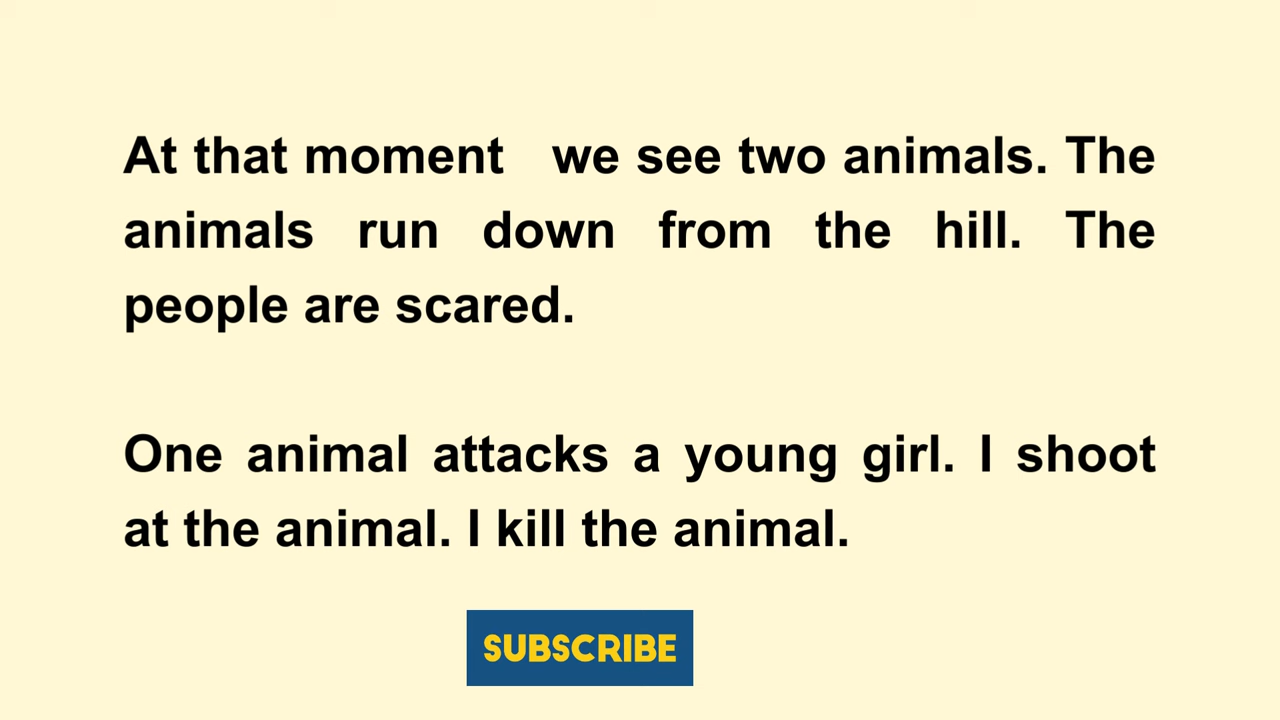 At that moment   we see two animals. The
animals run down from the hill. The
people are scared.
One animal attacks a young girl. I shoot
at the animal. I kill the animal.
SUBSCRIBE